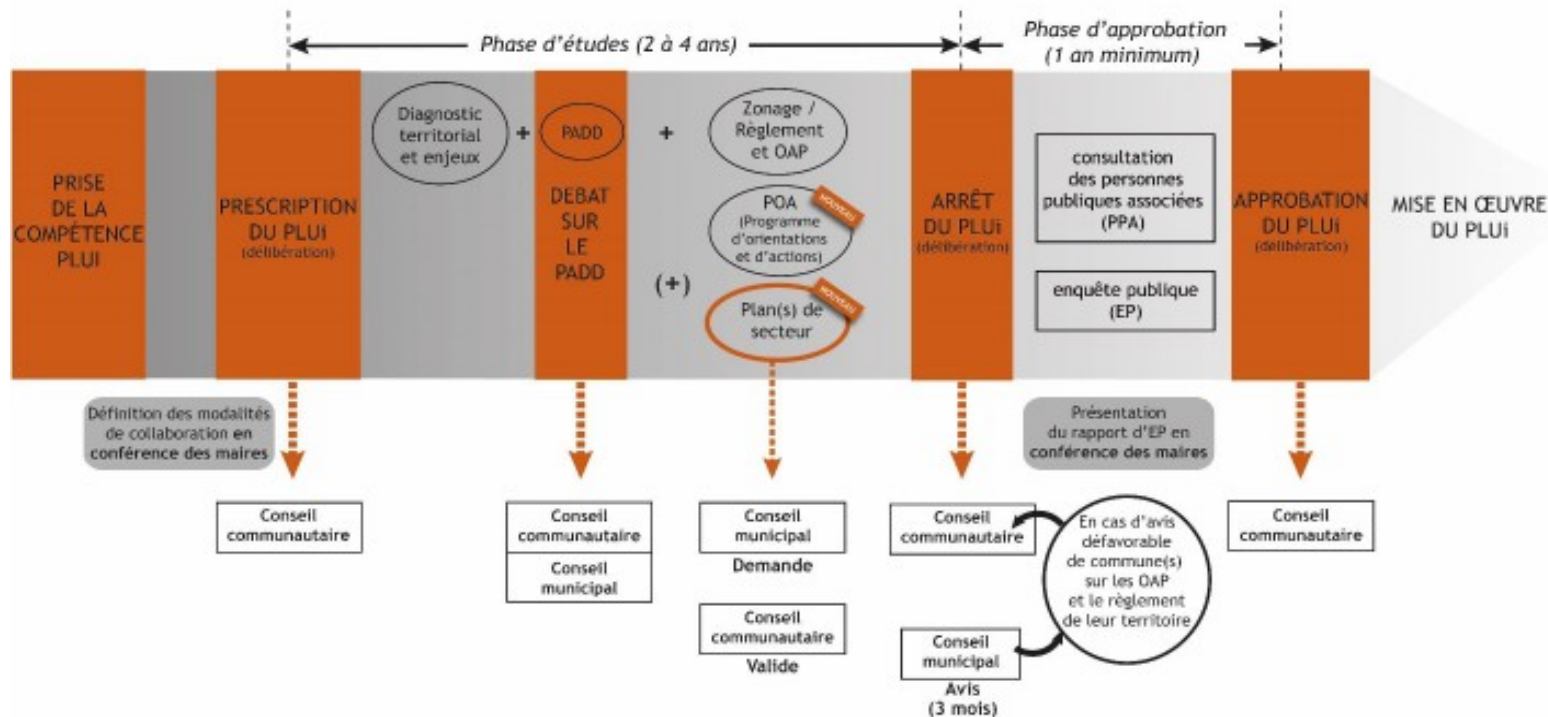 Phase d'études (2 à 4 ans)
Phase d'approbation
(1 an minimum)
PRISE
DE LA
COMPÉTENCE
PLUI
PRESCRIPTION
DU PLUi
(délibération)
Diagnostic
territorial
et enjeux
+
PADD
DEBAT
SUR
LE
PADD
+
(+)
Zonage /
Règlement
et OAP
POA
(Programme
d'orientations
et d'actions)
NOUVEAU
Plan(s) de
secteur
NOUVEAU
ARRÊT
DU PLUi
(délibération)
consultation
des personnes
publiques associées
(PPA)
enquête publique
(EP)
APPROBATION
DU PLUi
(délibération)
MISE EN ŒUVRE
DU PLUi
Définition des modalités
de collaboration en
conférence des maires
Présentation
du rapport d'EP en
conférence des maires
Conseil
communautaire
Conseil
communautaire
Conseil
municipal
Conseil
municipal
Demande
Conseil
communautaire
Valide
Conseil
communautaire
Conseil
municipal
Avis
(3 mois)
En cas d'avis
défavorable
de commune(s)
sur les OAP
et le règlement
de leur territoire
Conseil
communautaire